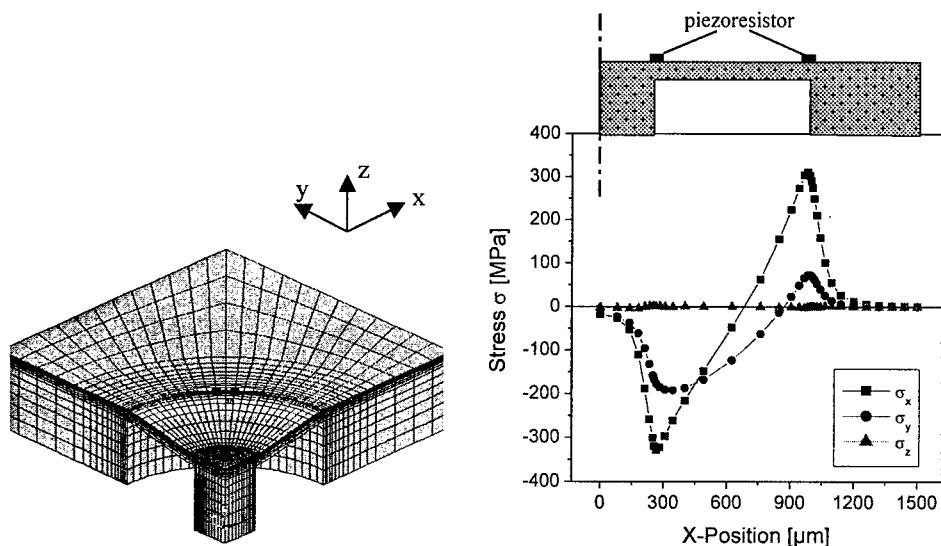 piezoresistor
z
y
x
400
300
200
100
0
-100
-200
-300
-400
Stress σ [MPa]
σx
σy
σz
0 300 600 900 1200 1500
X-Position [µm]